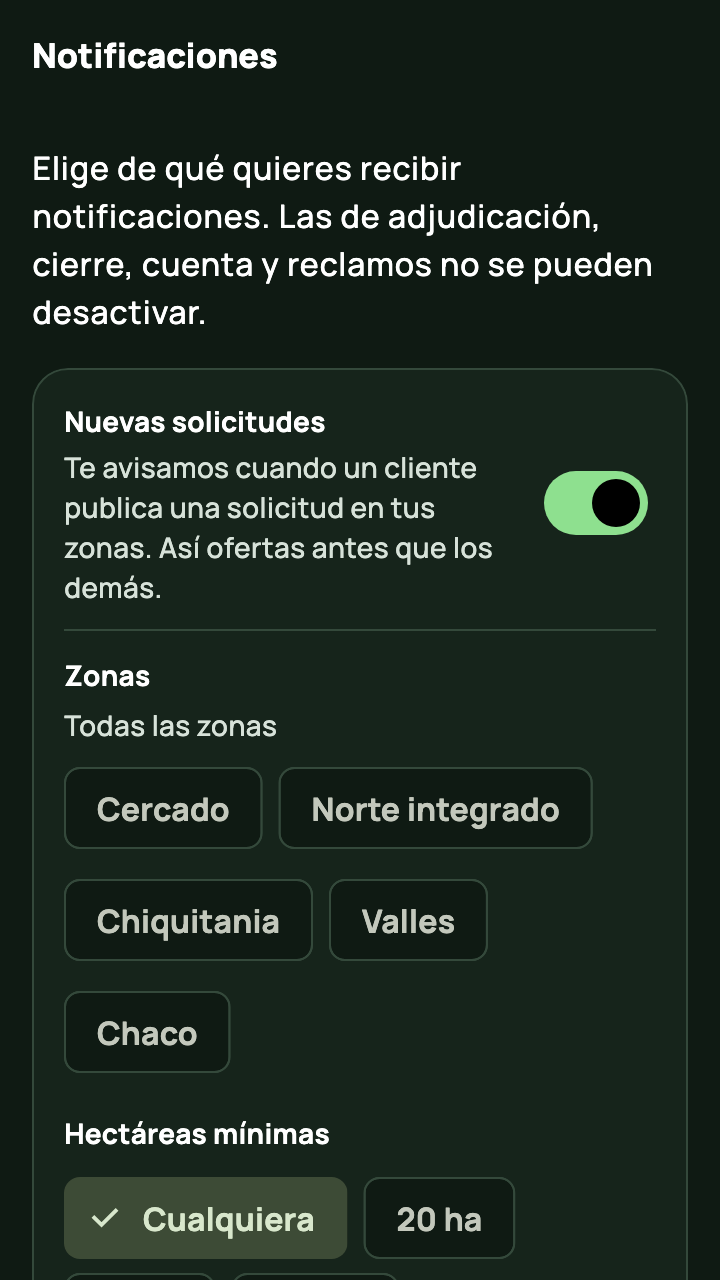 Notificaciones
Elige de qué quieres recibir
notificaciones. Las de adjudicación,
cierre, cuenta y reclamos no se pueden
desactivar.
Nuevas solicitudes
Te avisamos cuando un cliente
publica una solicitud en tus
zonas. Así ofertas antes que los
demás.
Zonas
Todas las zonas
Cercado
Norte integrado
Chiquitania
Valles
Chaco
Hectáreas mínimas
Cualquiera
20 ha